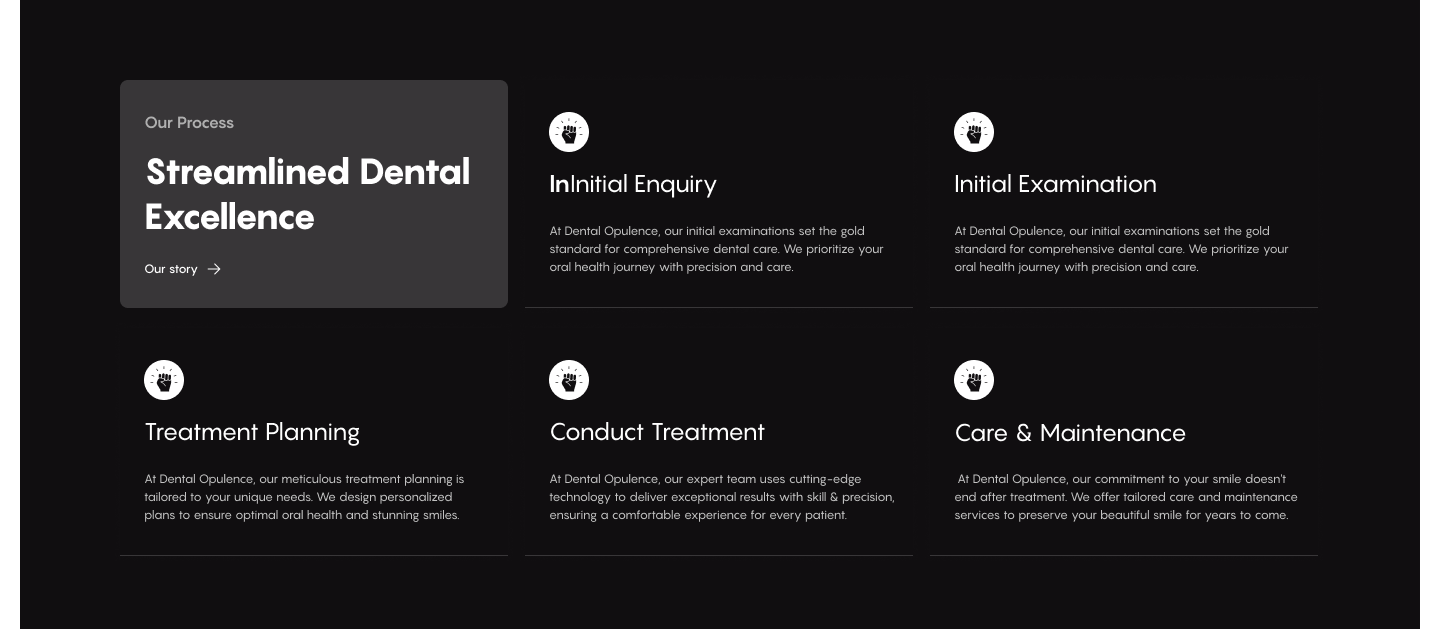 Our Process
Streamlined Dental
Excellence
Our story
InInitial Enquiry
At Dental Opulence, our initial examinations set the gold
standard for comprehensive dental care. We prioritize your
oral health journey with precision and care.
Initial Examination
At Dental Opulence, our initial examinations set the gold
standard for comprehensive dental care. We prioritize your
oral health journey with precision and care.
Treatment Planning
At Dental Opulence, our meticulous treatment planning is
tailored to your unique needs. We design personalized
plans to ensure optimal oral health and stunning smiles.
Conduct Treatment
At Dental Opulence, our expert team uses cutting-edge
technology to deliver exceptional results with skill & precision,
ensuring a comfortable experience for every patient.
Care & Maintenance
At Dental Opulence, our commitment to your smile doesn't
end after treatment. We offer tailored care and maintenance
services to preserve your beautiful smile for years to come.